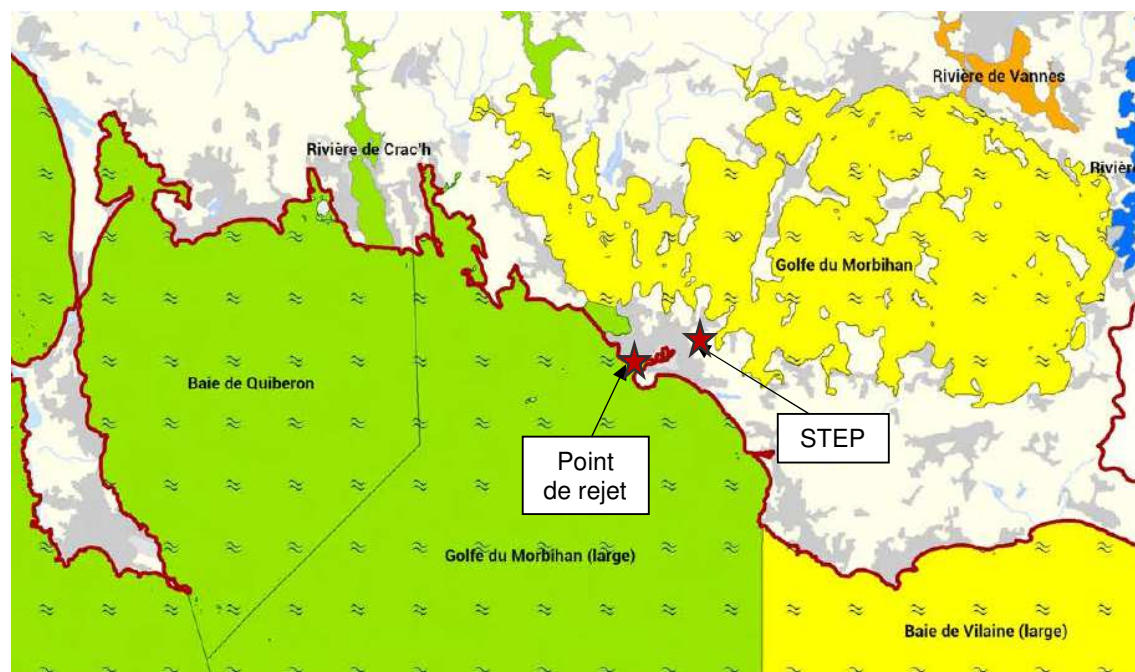 Rivière de Vannes
Rivière de Crac'h
Rivièr
Golfe du Morbihan
Baie de Quiberon
STEP
Point
de rejet
Golfe du Morbihan (large)
Baie de Vilaine (large)